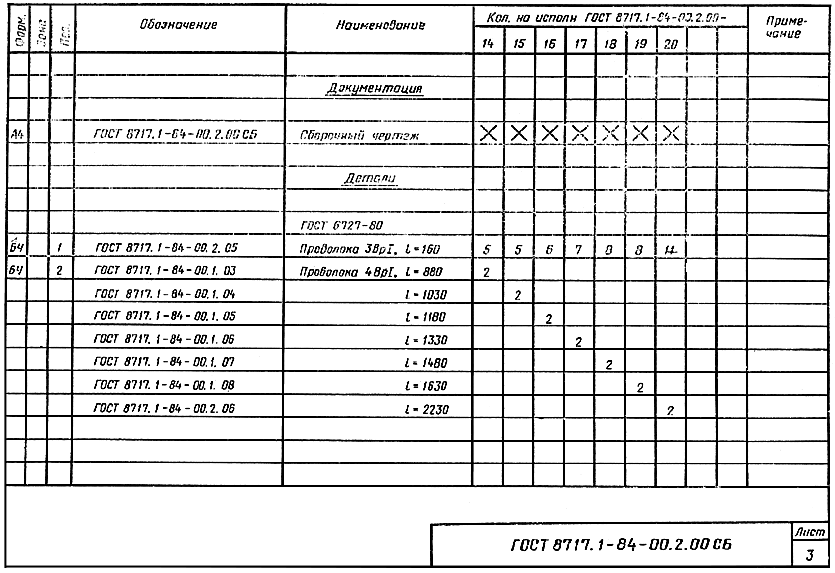 Форм.
Зона
Поз.
Обозначение
Наименование
Кол. на исполн ГОСТ 8717.1-84-00.2.00-
Приме-
чание
14 15 16 17 18 19 20
Документация
А4 ГОСТ 8717.1-84-00.2.00 СБ Сборочный чертеж X X X X X X X
Детали
ГОСТ 6727-80
БЧ 1 ГОСТ 8717.1-84-00.2.05 Проволока 3ВрI, l=160 5 5 6 7 8 8 11
БЧ 2 ГОСТ 8717.1-84-00.1.03 Проволока 4ВрI, l=880 2
ГОСТ 8717.1-84-00.1.04 l=1030 2
ГОСТ 8717.1-84-00.1.05 l=1180 2
ГОСТ 8717.1-84-00.1.06 l=1330 2
ГОСТ 8717.1-84-00.1.07 l=1480 2
ГОСТ 8717.1-84-00.1.08 l=1630 2
ГОСТ 8717.1-84-00.2.06 l=2230 2
ГОСТ 8717.1-84-00.2.00 СБ
Лист
3